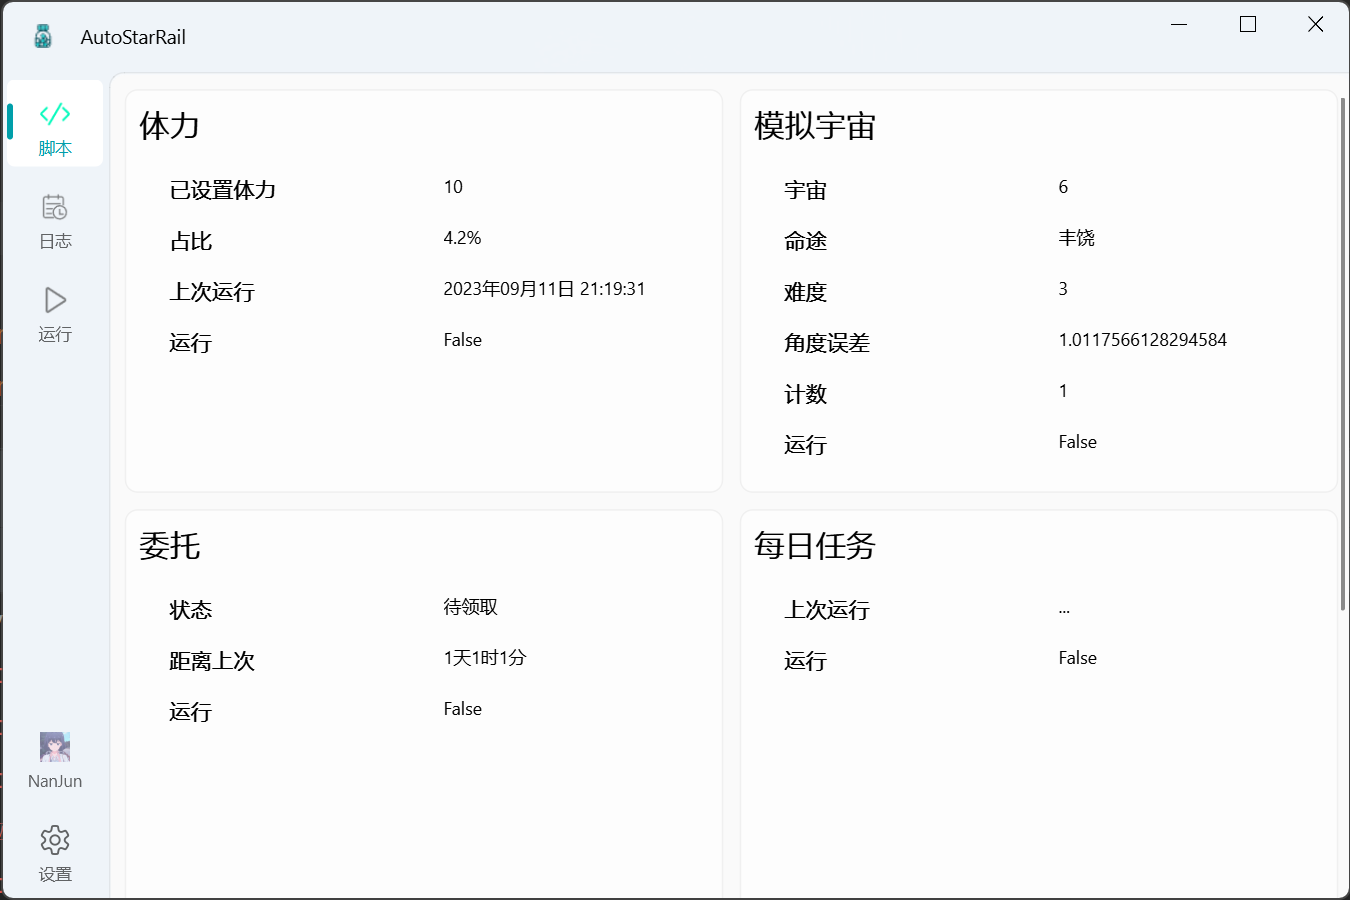 AutoStarRail
脚本
日志
运行
NanJun
设置
体力
已设置体力 10
占比 4.2%
上次运行 2023年09月11日 21:19:31
运行 False
模拟宇宙
宇宙 6
命途 丰饶
难度 3
角度误差 1.0117566128294584
计数 1
运行 False
委托
状态 待领取
距离上次 1天1时1分
运行 False
每日任务
上次运行 ...
运行 False